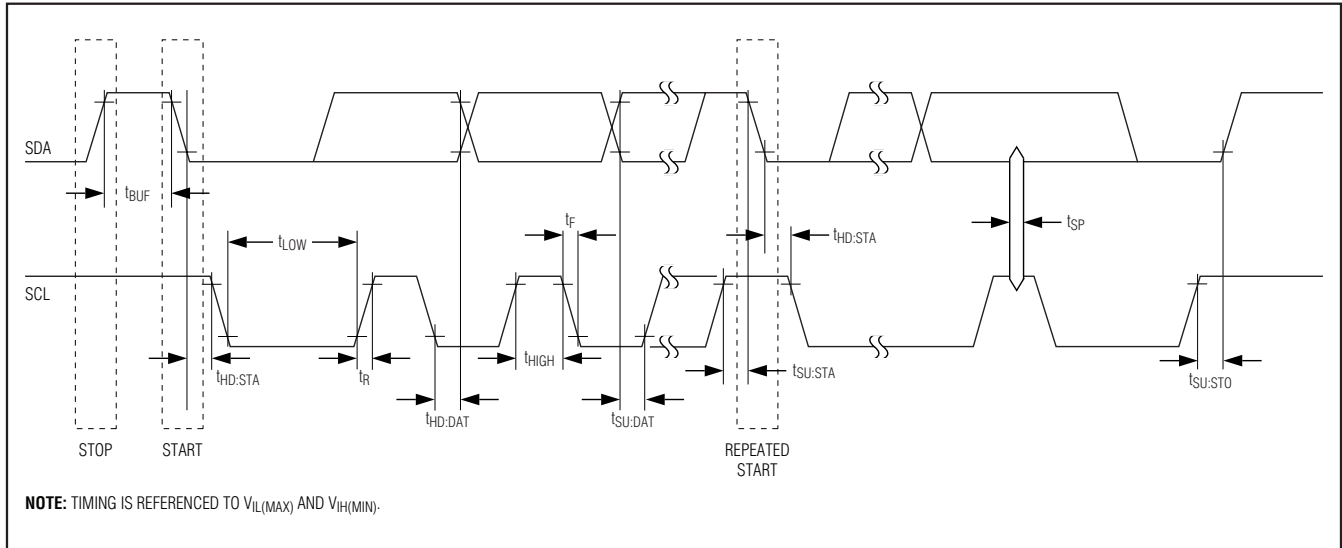 SDA
tBUF
tLOW
tF
tHD:STA
tSP
SCL
tHD:STA
tR
tHD:DAT
tHIGH
tSU:DAT
tSU:STA
tSU:STO
STOP
START
REPEATED
START
NOTE: TIMING IS REFERENCED TO VIL(MAX) AND VIH(MIN).